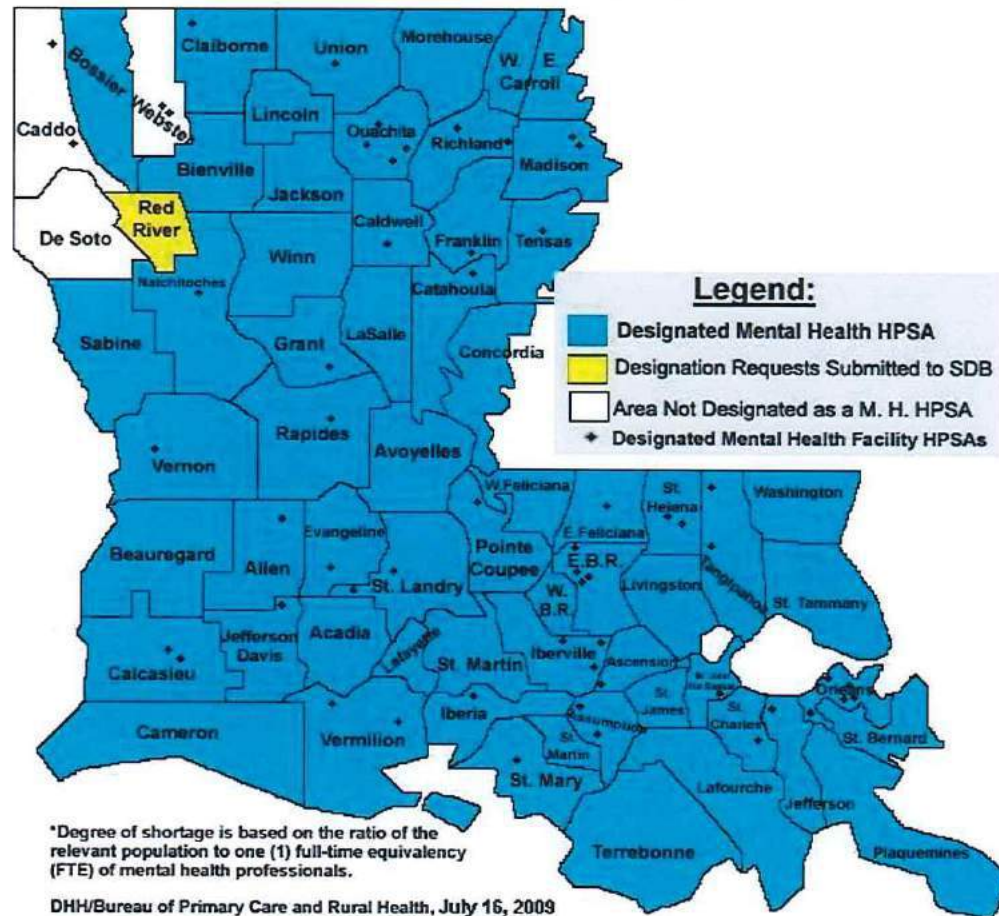 Claiborne
Union
Morehouse
W.
Carroll
E.
Bossier
Webster
Lincoln
Caddo
Ouachita
Richland
Madison
Bienville
Jackson
Red
River
De Soto
Caldwell
Franklin
Tensas
Winn
Natchitoches
Catahoula
Legend:
Designated Mental Health HPSA
Designation Requests Submitted to SDB
Area Not Designated as a M. H. HPSA
Designated Mental Health Facility HPSAs
Sabine
Grant
LaSalle
Concordia
Rapides
Avoyelles
Vernon
W.Feliciana
St.
Helena
Washington
Beauregard
Allen
Evangeline
E.Feliciana
Pointe
Coupee
E.B.R.
St. Landry
W.
B.R.
Livingston
Tangipahoa
St. Tammany
Jefferson
Davis
Acadia
Lafayette
St. Martin
Iberville
Ascension
Calcasieu
St.
James
St.
Charles
Orleans
Cameron
Vermilion
Iberia
Assumption
St.
Martin
St. Bernard
St. Mary
Lafourche
Jefferson
Terrebonne
Plaquemines
*Degree of shortage is based on the ratio of the
relevant population to one (1) full-time equivalency
(FTE) of mental health professionals.
DHH/Bureau of Primary Care and Rural Health, July 16, 2009